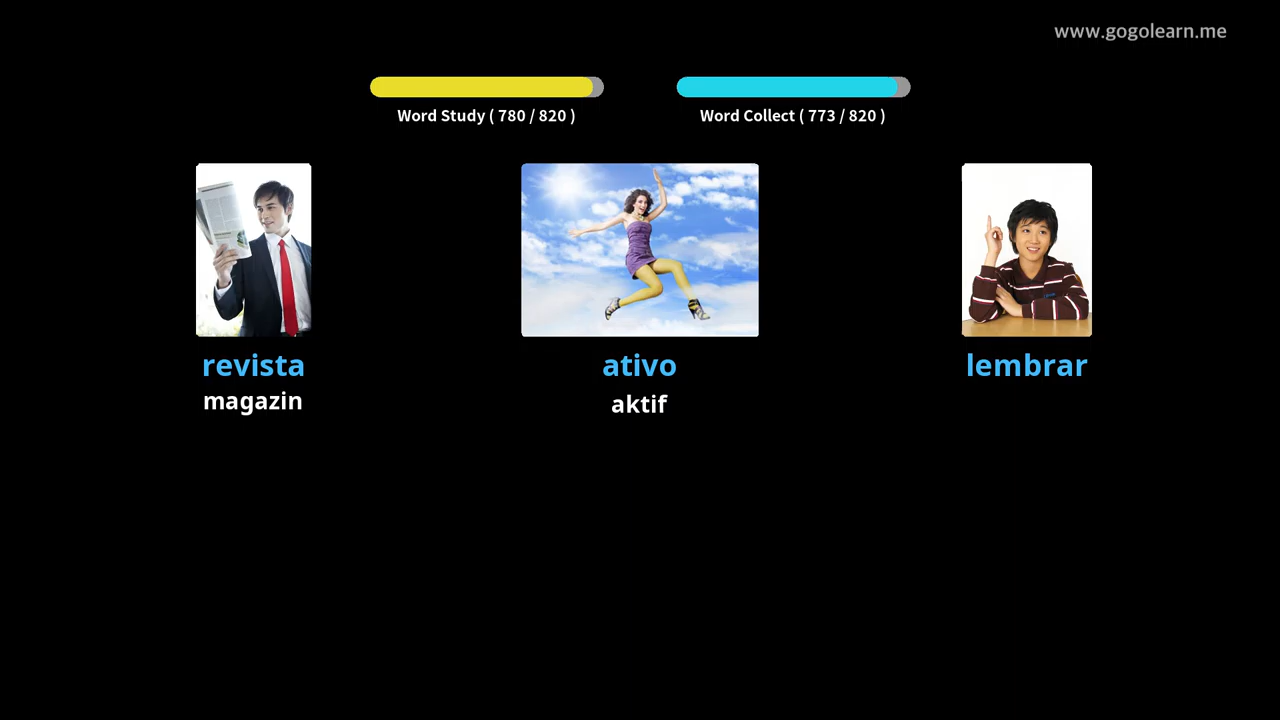 www.gogolearn.me
Word Study ( 780 / 820 )
Word Collect ( 773 / 820 )
revista
ativo
lembrar
magazin
aktif